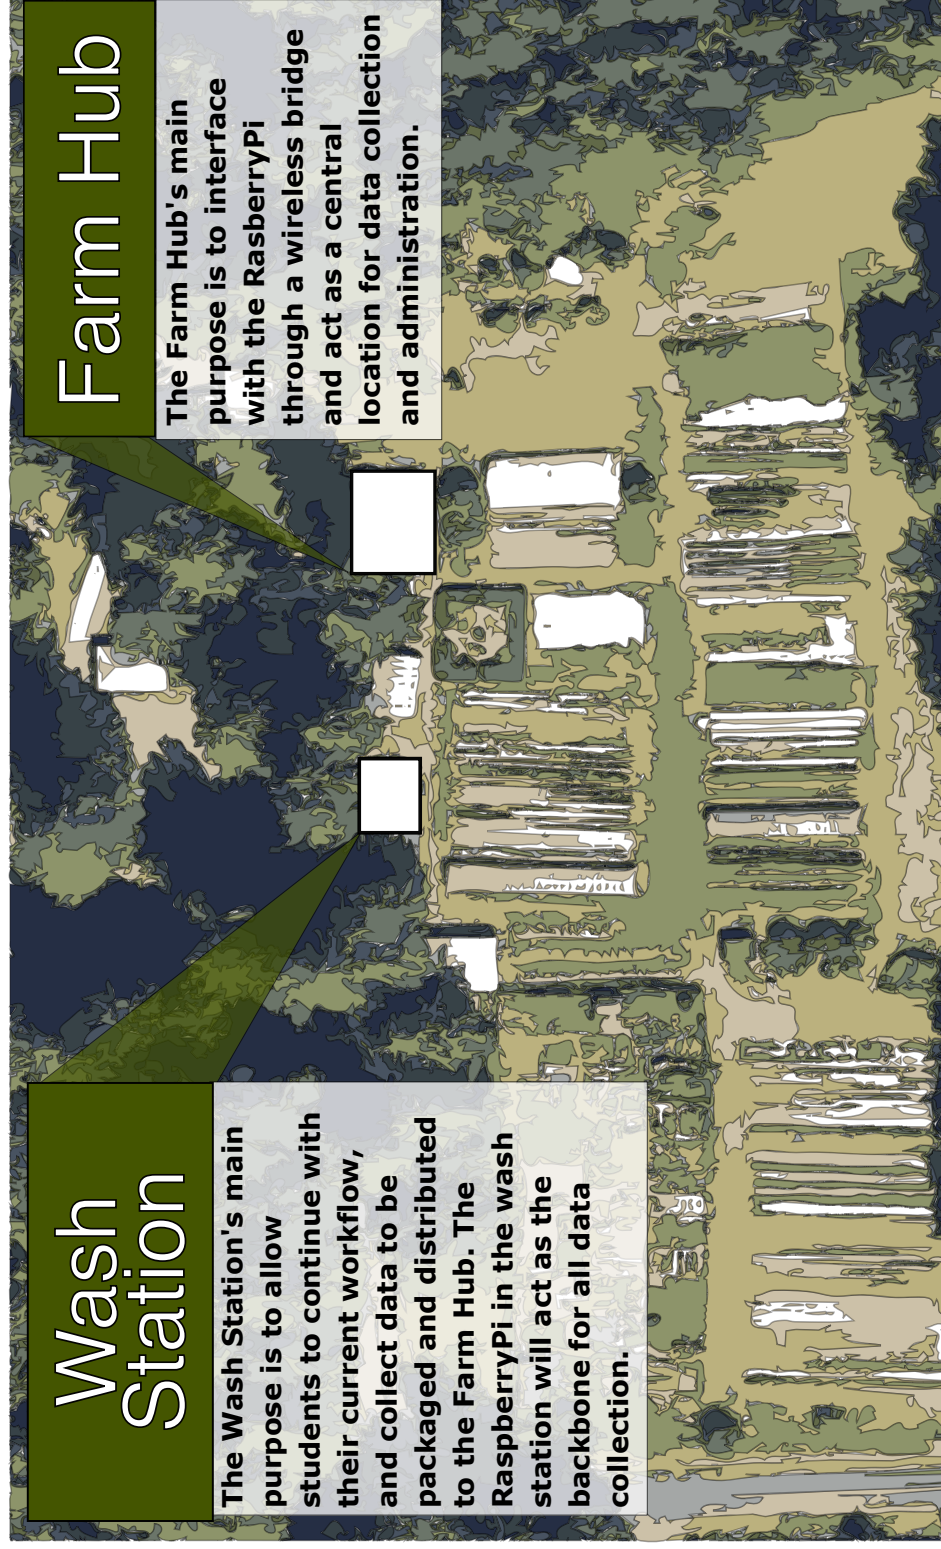 Wash
Station
The Wash Station's main
purpose is to allow
students to continue with
their current workflow,
and collect data to be
packaged and distributed
to the Farm Hub. The
RaspberryPi in the wash
station will act as the
backbone for all data
collection.
Farm Hub
The Farm Hub's main
purpose is to interface
with the RasberryPi
through a wireless bridge
and act as a central
location for data collection
and administration.